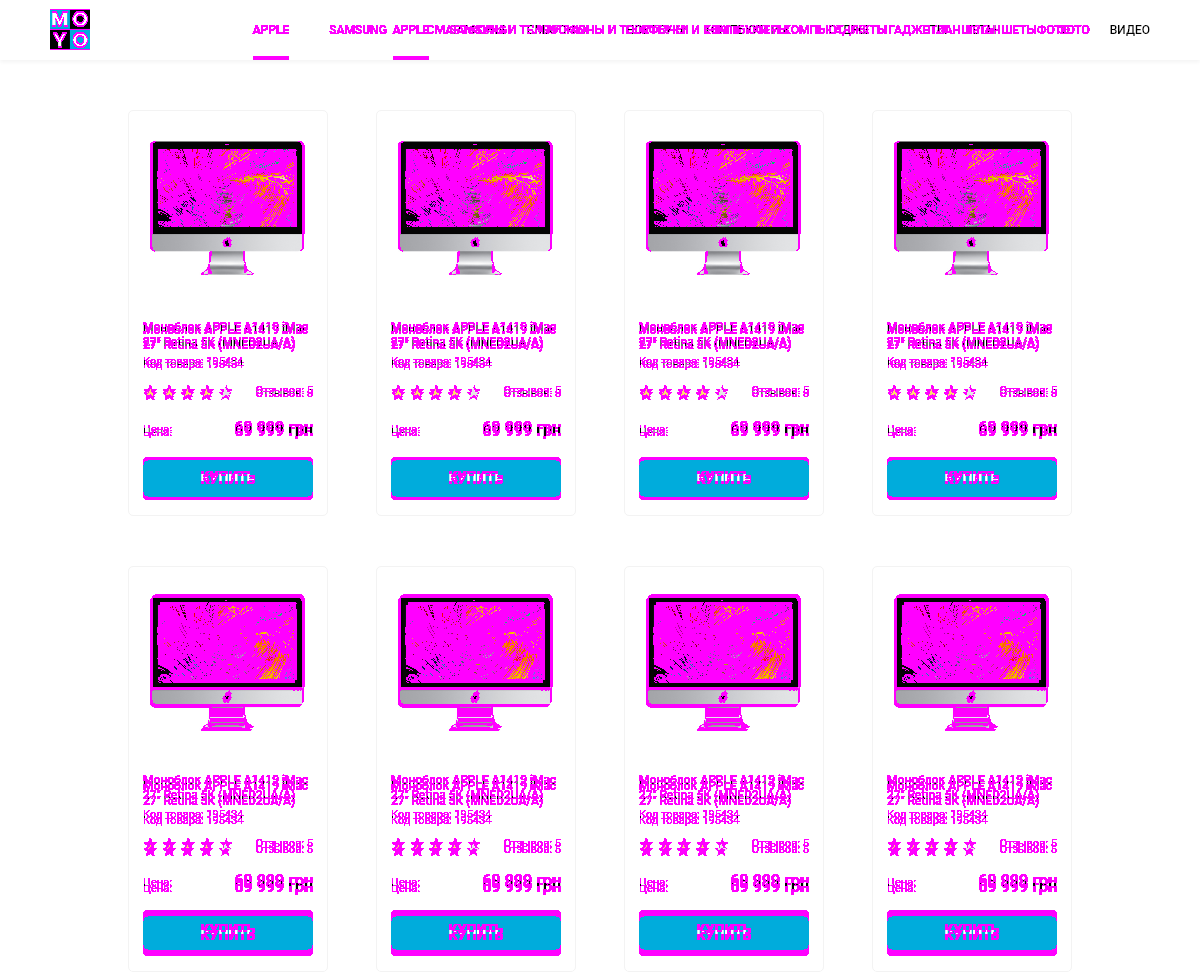 MOYO
APPLE SAMSUNG APPLE ВИДЕО
Моноблок APPLE A1419 iMac Моноблок APPLE A1419 iMac Моноблок APPLE A1419 iMac Моноблок APPLE A1419 iMac
27" Retina 5K (MNED2UA/A) 27" Retina 5K (MNED2UA/A) 27" Retina 5K (MNED2UA/A) 27" Retina 5K (MNED2UA/A)
Код товара: 195434 Код товара: 195434 Код товара: 195434 Код товара: 195434
Отзывов: 5 Отзывов: 5 Отзывов: 5 Отзывов: 5
Цена: 69 999 грн Цена: 69 999 грн Цена: 69 999 грн Цена: 69 999 грн
КУПИТЬ КУПИТЬ КУПИТЬ КУПИТЬ
Моноблок APPLE A1419 iMac Моноблок APPLE A1419 iMac Моноблок APPLE A1419 iMac Моноблок APPLE A1419 iMac
27" Retina 5K (MNED2UA/A) 27" Retina 5K (MNED2UA/A) 27" Retina 5K (MNED2UA/A) 27" Retina 5K (MNED2UA/A)
Код товара: 195434 Код товара: 195434 Код товара: 195434 Код товара: 195434
Отзывов: 5 Отзывов: 5 Отзывов: 5 Отзывов: 5
Цена: 69 999 грн Цена: 69 999 грн Цена: 69 999 грн Цена: 69 999 грн
КУПИТЬ КУПИТЬ КУПИТЬ КУПИТЬ